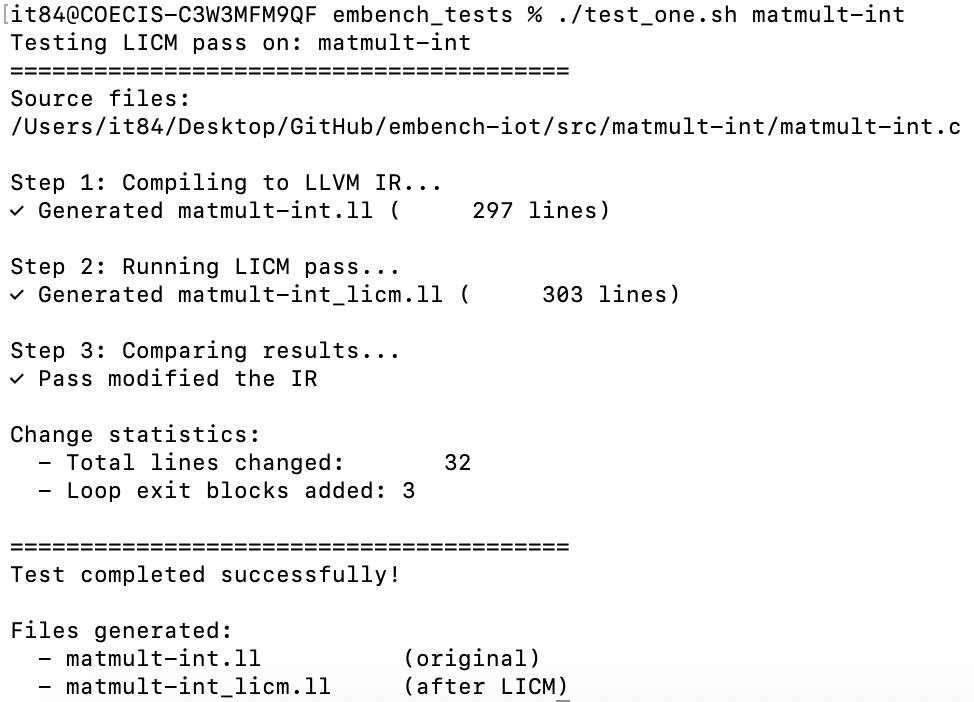 [it84@COECIS-C3W3MFM9QF embench_tests % ./test_one.sh matmult-int
Testing LICM pass on: matmult-int
========================================
Source files:
/Users/it84/Desktop/GitHub/embench-iot/src/matmult-int/matmult-int.c
Step 1: Compiling to LLVM IR...
✓ Generated matmult-int.ll (     297 lines)
Step 2: Running LICM pass...
✓ Generated matmult-int_licm.ll (     303 lines)
Step 3: Comparing results...
✓ Pass modified the IR
Change statistics:
  - Total lines changed:       32
  - Loop exit blocks added: 3
========================================
Test completed successfully!
Files generated:
  - matmult-int.ll          (original)
  - matmult-int_licm.ll     (after LICM)